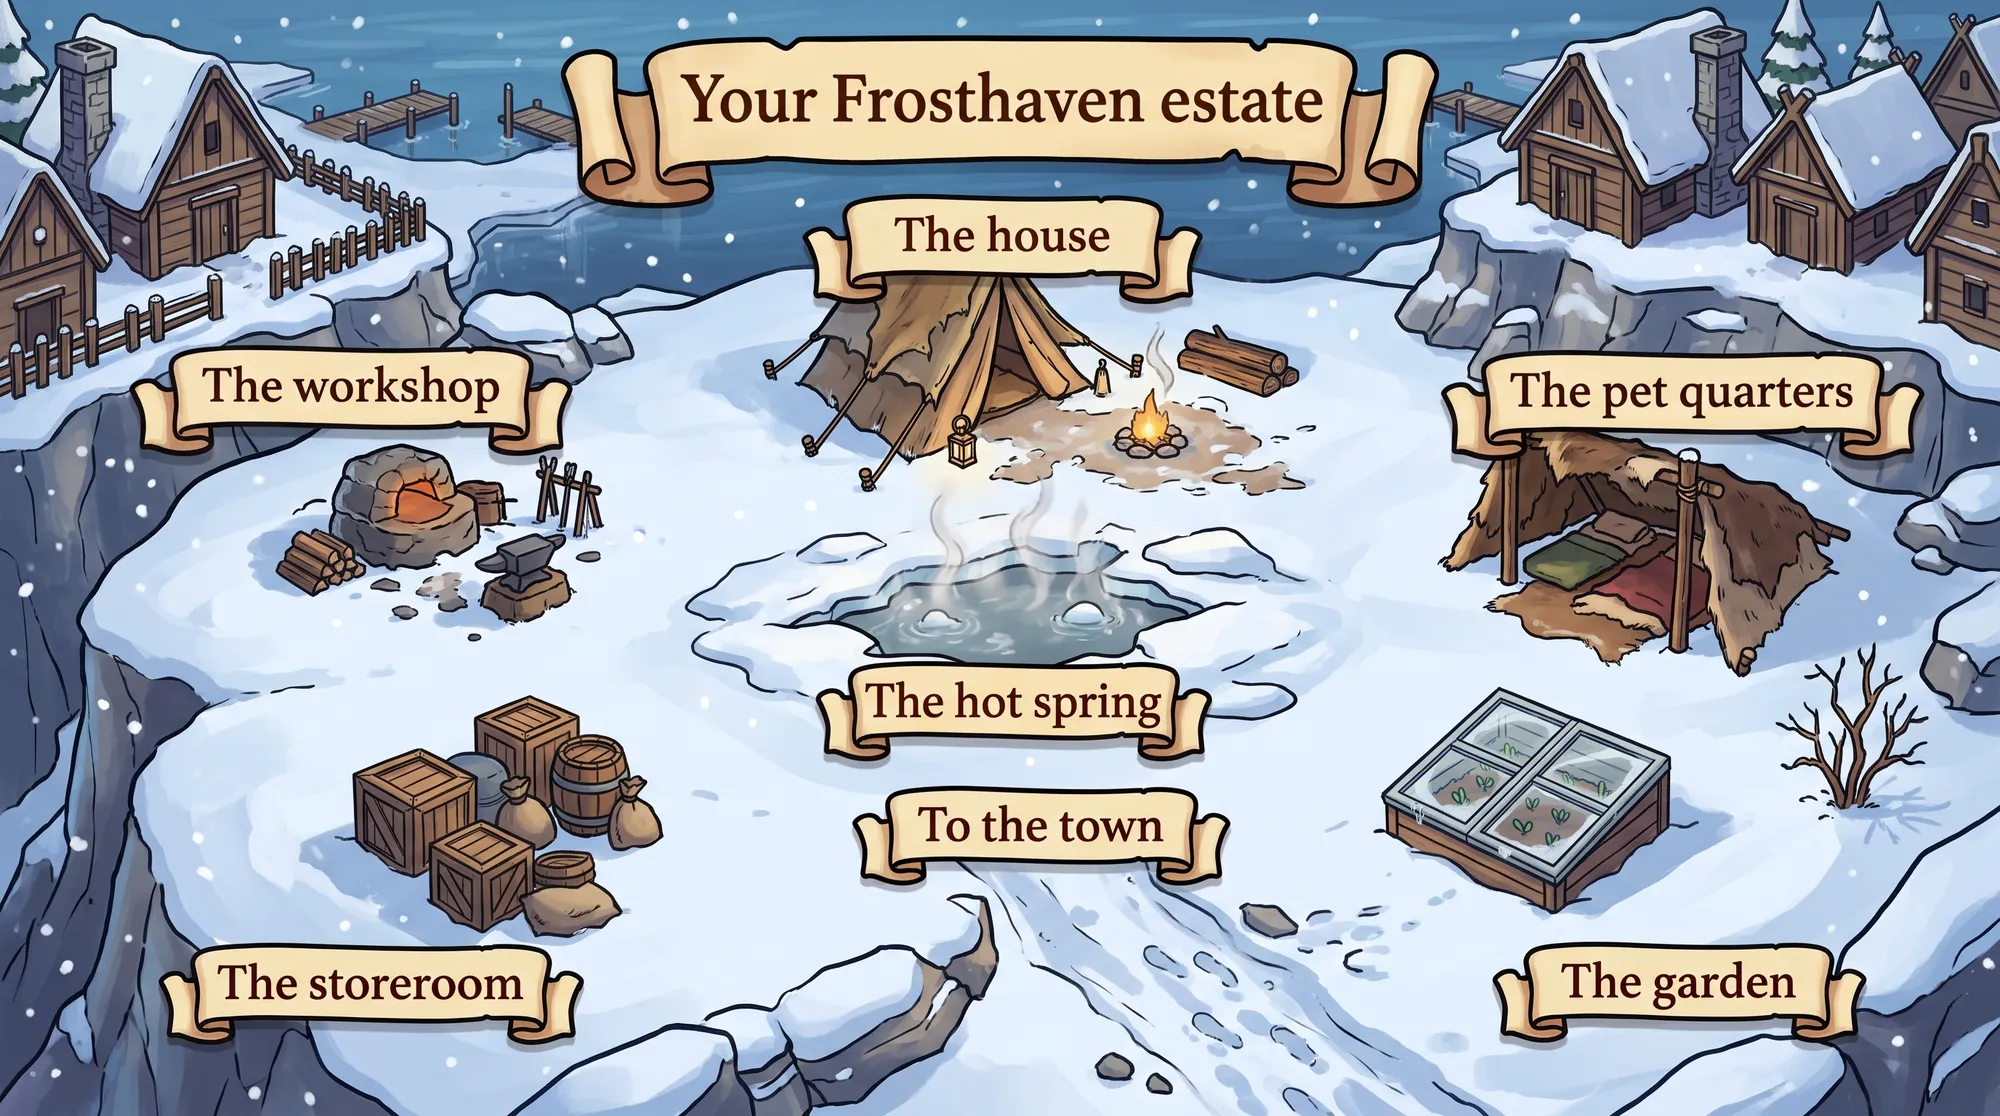 Your Frosthaven estate
The house
The workshop
The pet quarters
The hot spring
To the town
The storeroom
The garden